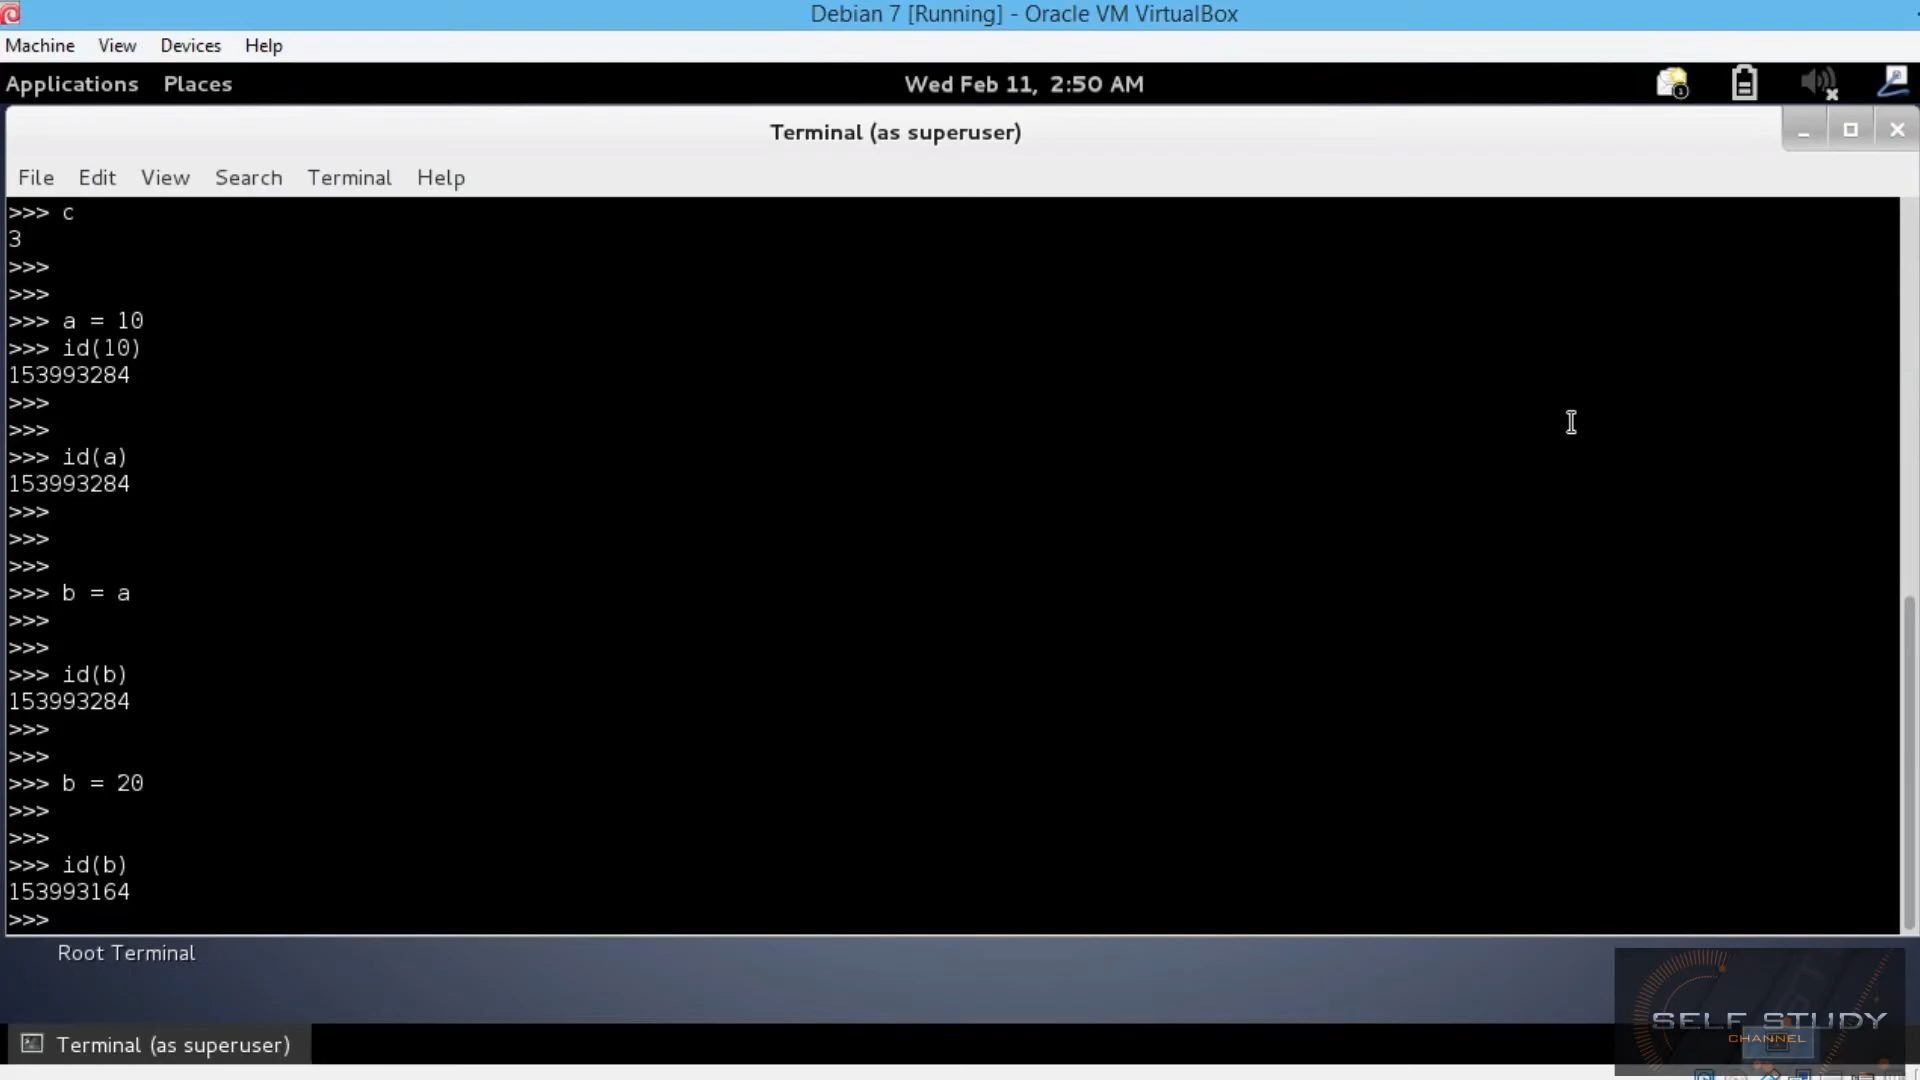 Debian 7 [Running] - Oracle VM VirtualBox
Machine View Devices Help
Applications Places Wed Feb 11, 2:50 AM
Terminal (as superuser)
File Edit View Search Terminal Help
>>> c
3
>>>
>>>
>>> a = 10
>>> id(10)
153993284
>>>
>>>
>>> id(a)
153993284
>>>
>>>
>>>
>>> b = a
>>>
>>>
>>> id(b)
153993284
>>>
>>>
>>> b = 20
>>>
>>>
>>> id(b)
153993164
>>>
Root Terminal
SELF STUDY
CHANNEL
Terminal (as superuser)